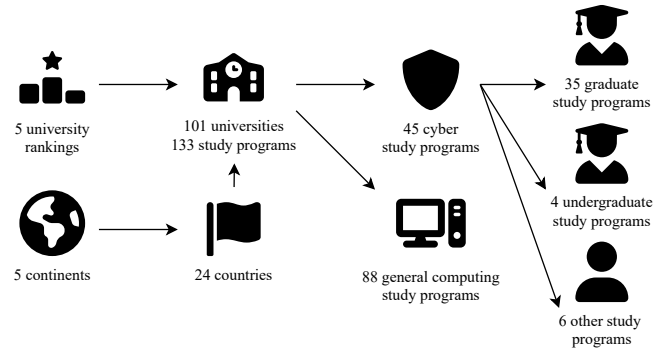 5 university
rankings
101 universities
133 study programs
45 cyber
study programs
35 graduate
study programs
4 undergraduate
study programs
5 continents
24 countries
88 general computing
study programs
6 other study
programs